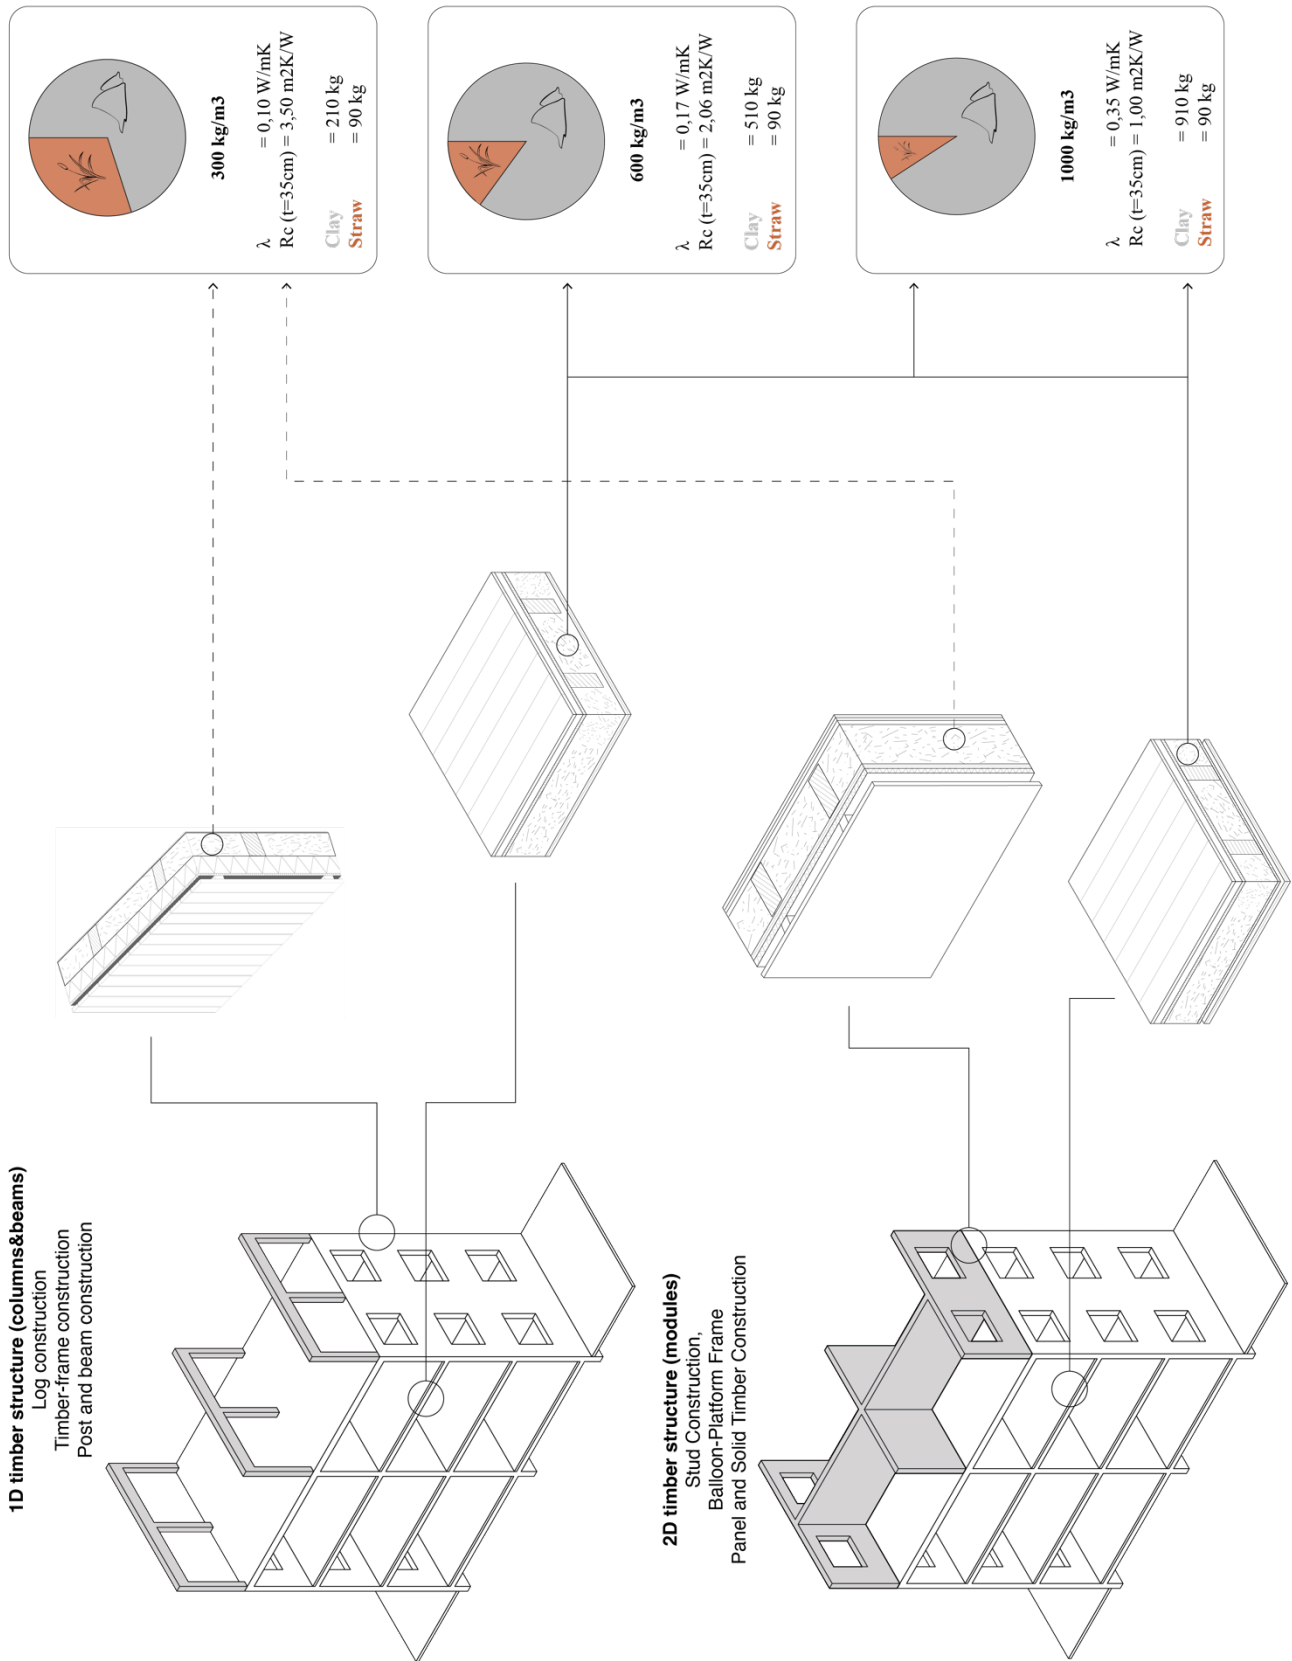 1D timber structure (columns&beams)
Log construction
Timber-frame construction
Post and beam construction
2D timber structure (modules)
Stud Construction,
Balloon-Platform Frame
Panel and Solid Timber Construction
300 kg/m3
λ = 0,10 W/mK
Rc (t=35cm) = 3,50 m2K/W
Clay = 210 kg
Straw = 90 kg
600 kg/m3
λ = 0,17 W/mK
Rc (t=35cm) = 2,06 m2K/W
Clay = 510 kg
Straw = 90 kg
1000 kg/m3
λ = 0,35 W/mK
Rc (t=35cm) = 1,00 m2K/W
Clay = 910 kg
Straw = 90 kg